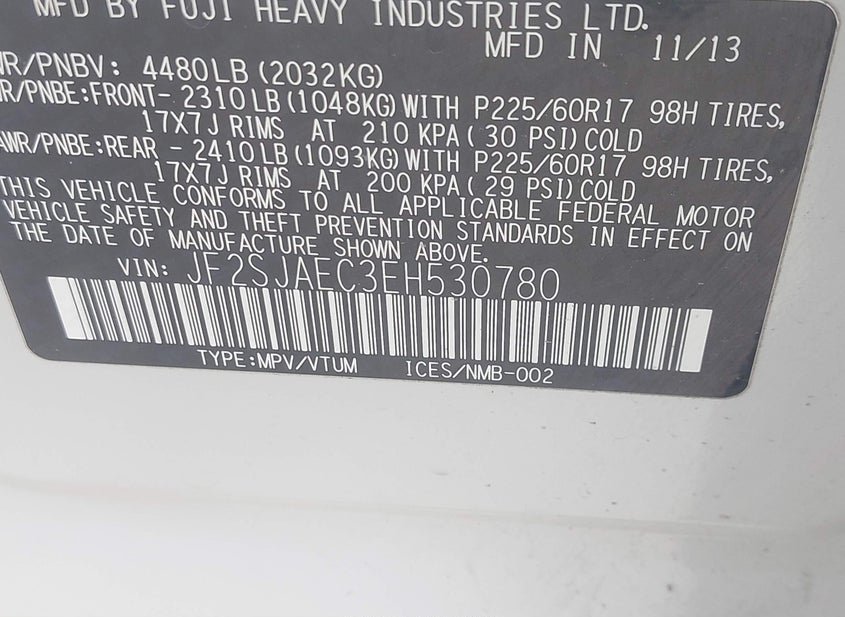 MFD BY FUJI HEAVY INDUSTRIES LTD.
MFD IN 11/13
WR/PNBV: 4480LB (2032KG)
WR/PNBE:FRONT- 2310LB (1048KG) WITH P225/60R17 98H TIRES,
17X7J RIMS AT 210 KPA ( 30 PSI) COLD
AWR/PNBE:REAR - 2410LB (1093KG) WITH P225/60R17 98H TIRES,
17X7J RIMS AT 200 KPA ( 29 PSI) COLD
THIS VEHICLE CONFORMS TO ALL APPLICABLE FEDERAL MOTOR
VEHICLE SAFETY AND THEFT PREVENTION STANDARDS IN EFFECT ON
THE DATE OF MANUFACTURE SHOWN ABOVE.
VIN: JF2SJAEC3EH530780
TYPE:MPV/VTUM ICES/NMB-002